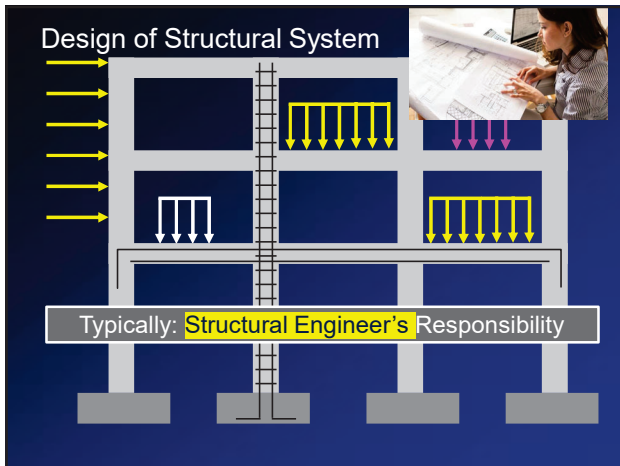 Design of Structural System
Typically: Structural Engineer’s Responsibility